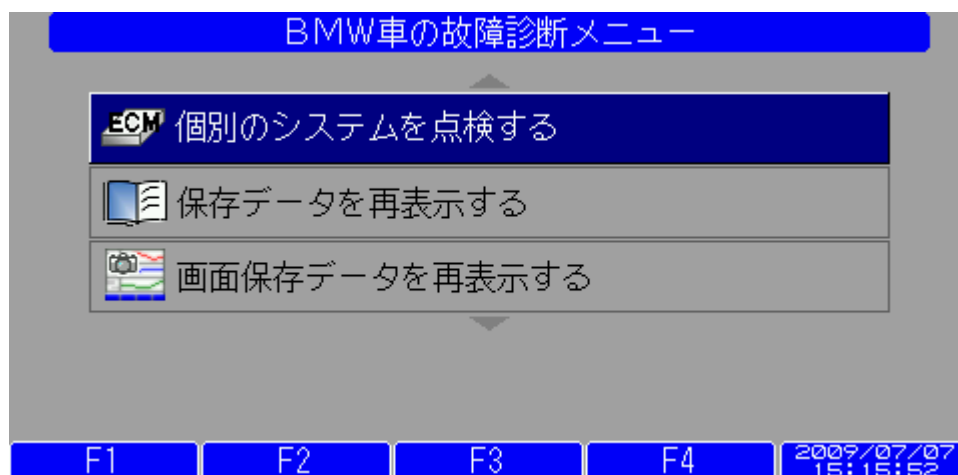 BMW車の故障診断メニュー
ECM 個別のシステムを点検する
保存データを再表示する
画面保存データを再表示する
F1 F2 F3 F4 2009/07/07
15:15:52